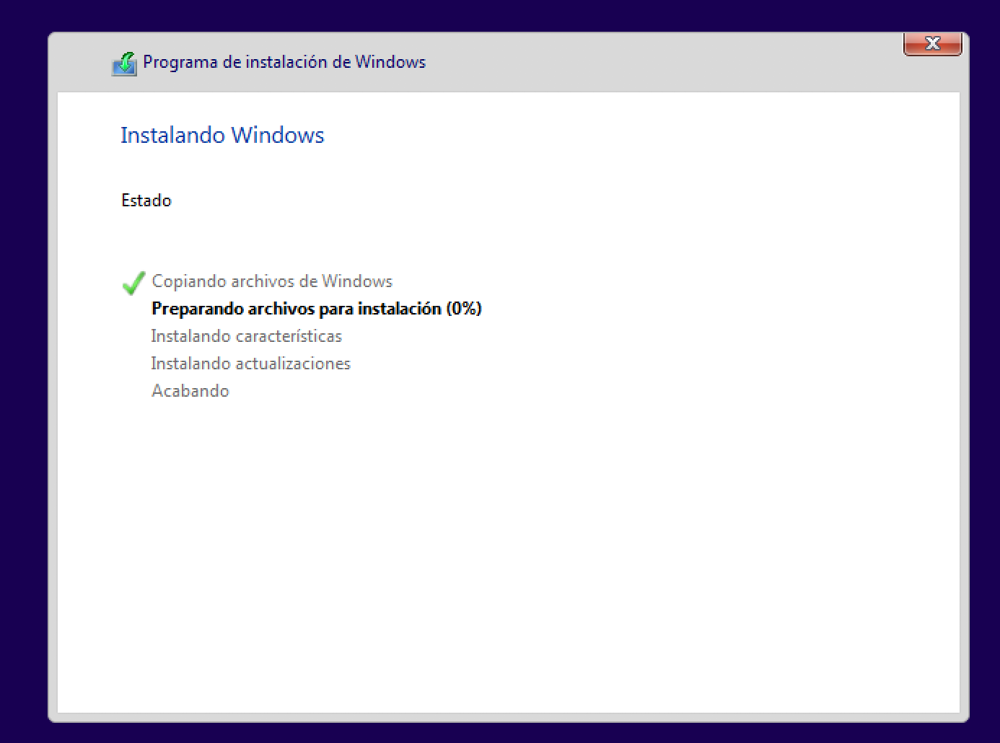 Programa de instalación de Windows
Instalando Windows
Estado
Copiando archivos de Windows
Preparando archivos para instalación (0%)
Instalando características
Instalando actualizaciones
Acabando